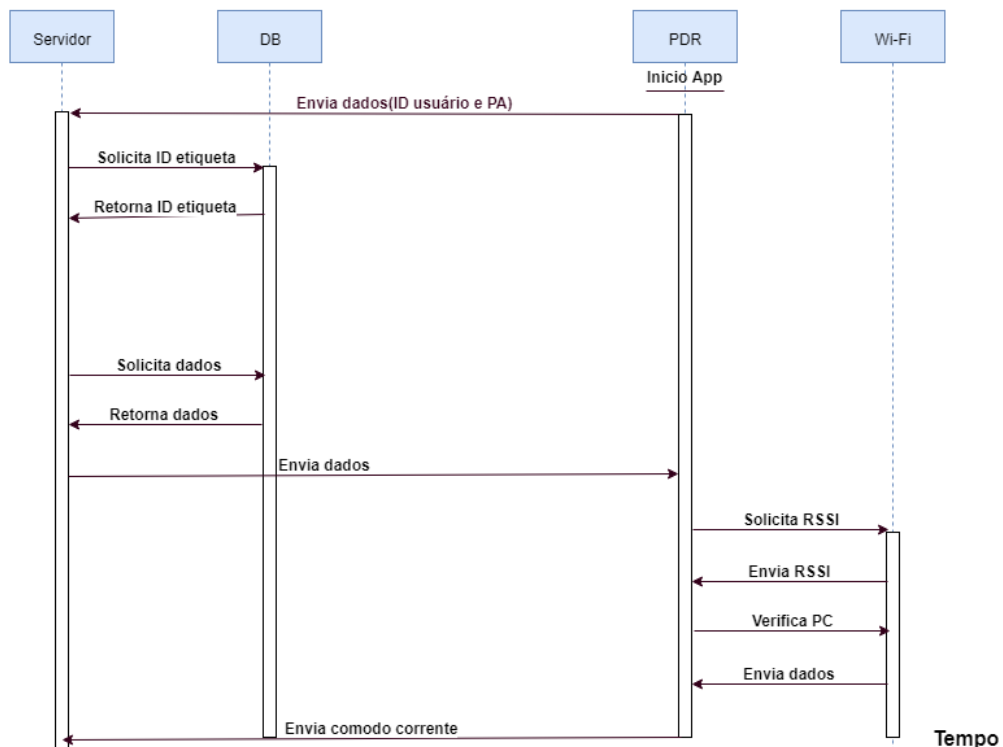 Servidor
DB
PDR
Wi-Fi
Inicio App
Envia dados(ID usuário e PA)
Solicita ID etiqueta
Retorna ID etiqueta
Solicita dados
Retorna dados
Envia dados
Solicita RSSI
Envia RSSI
Verifica PC
Envia dados
Envia comodo corrente
Tempo